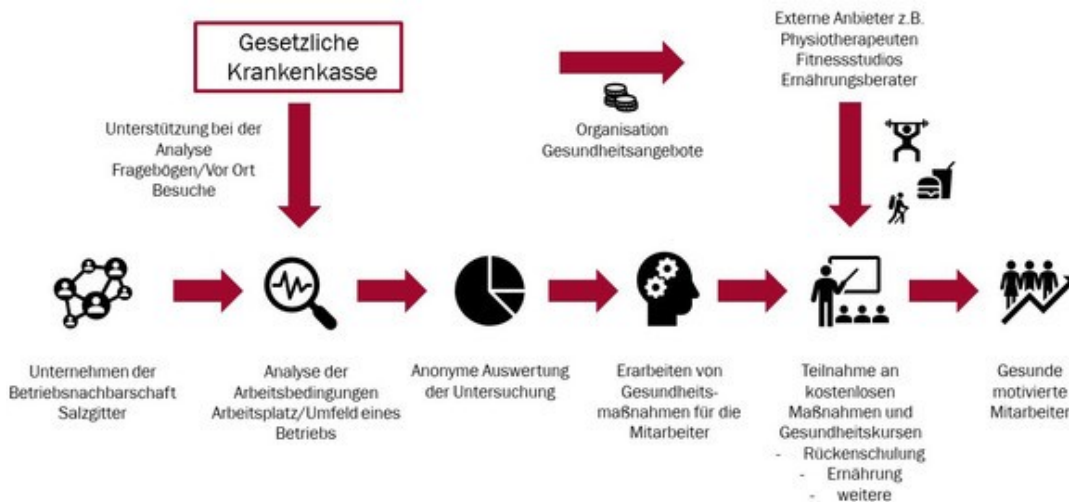 Gesetzliche
Krankenkasse
Externe Anbieter z.B.
Physiotherapeuten
Fitnessstudios
Ernährungsberater
Unterstützung bei der
Analyse
Fragebögen/Vor Ort
Besuche
Organisation
Gesundheitsangebote
Unternehmen der
Betriebsnachbarschaft
Salzgitter
Analyse der
Arbeitsbedingungen
Arbeitsplatz/Umfeld eines
Betriebs
Anonyme Auswertung
der Untersuchung
Erarbeiten von
Gesundheits-
maßnahmen für die
Mitarbeiter
Teilnahme an
kostenlosen
Maßnahmen und
Gesundheitskursen
- Rückenschulung
- Ernährung
- weitere
Gesunde
motivierte
Mitarbeiter